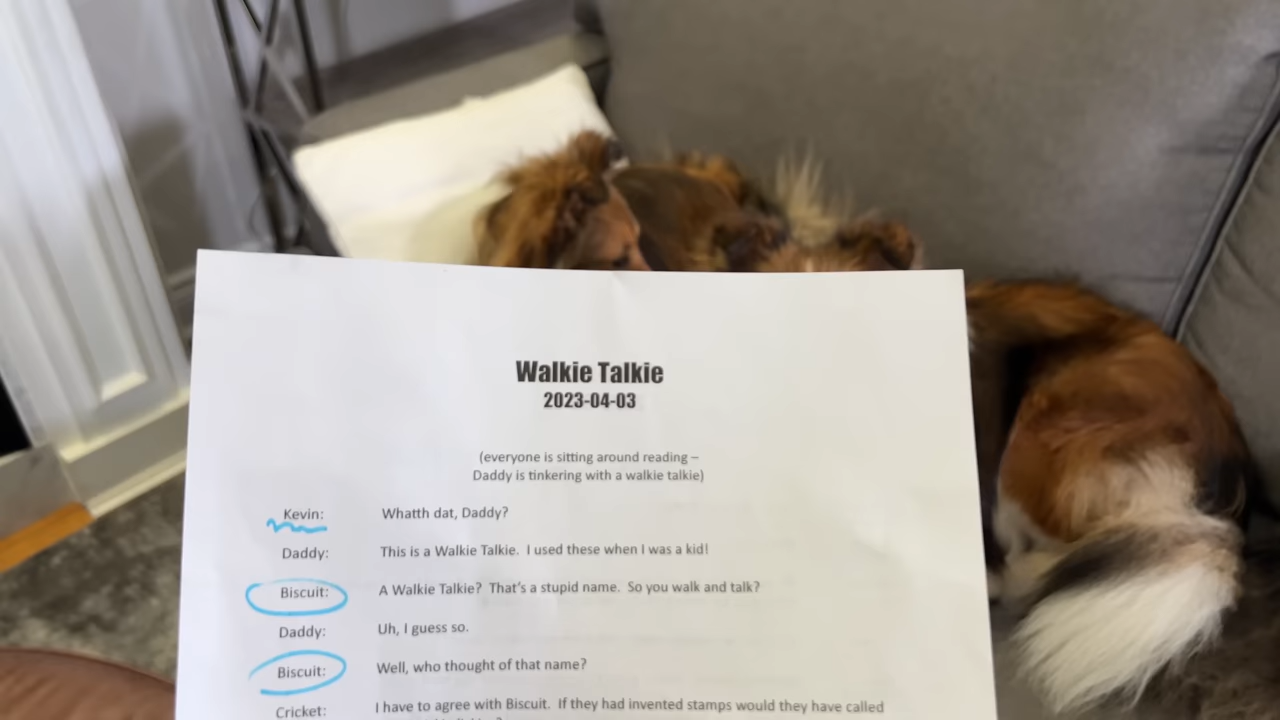 Walkie Talkie
2023-04-03
(everyone is sitting around reading –
Daddy is tinkering with a walkie talkie)
Kevin: Whatth dat, Daddy?
Daddy: This is a Walkie Talkie. I used these when I was a kid!
Biscuit: A Walkie Talkie? That's a stupid name. So you walk and talk?
Daddy: Uh, I guess so.
Biscuit: Well, who thought of that name?
Cricket: I have to agree with Biscuit. If they had invented stamps would they have called